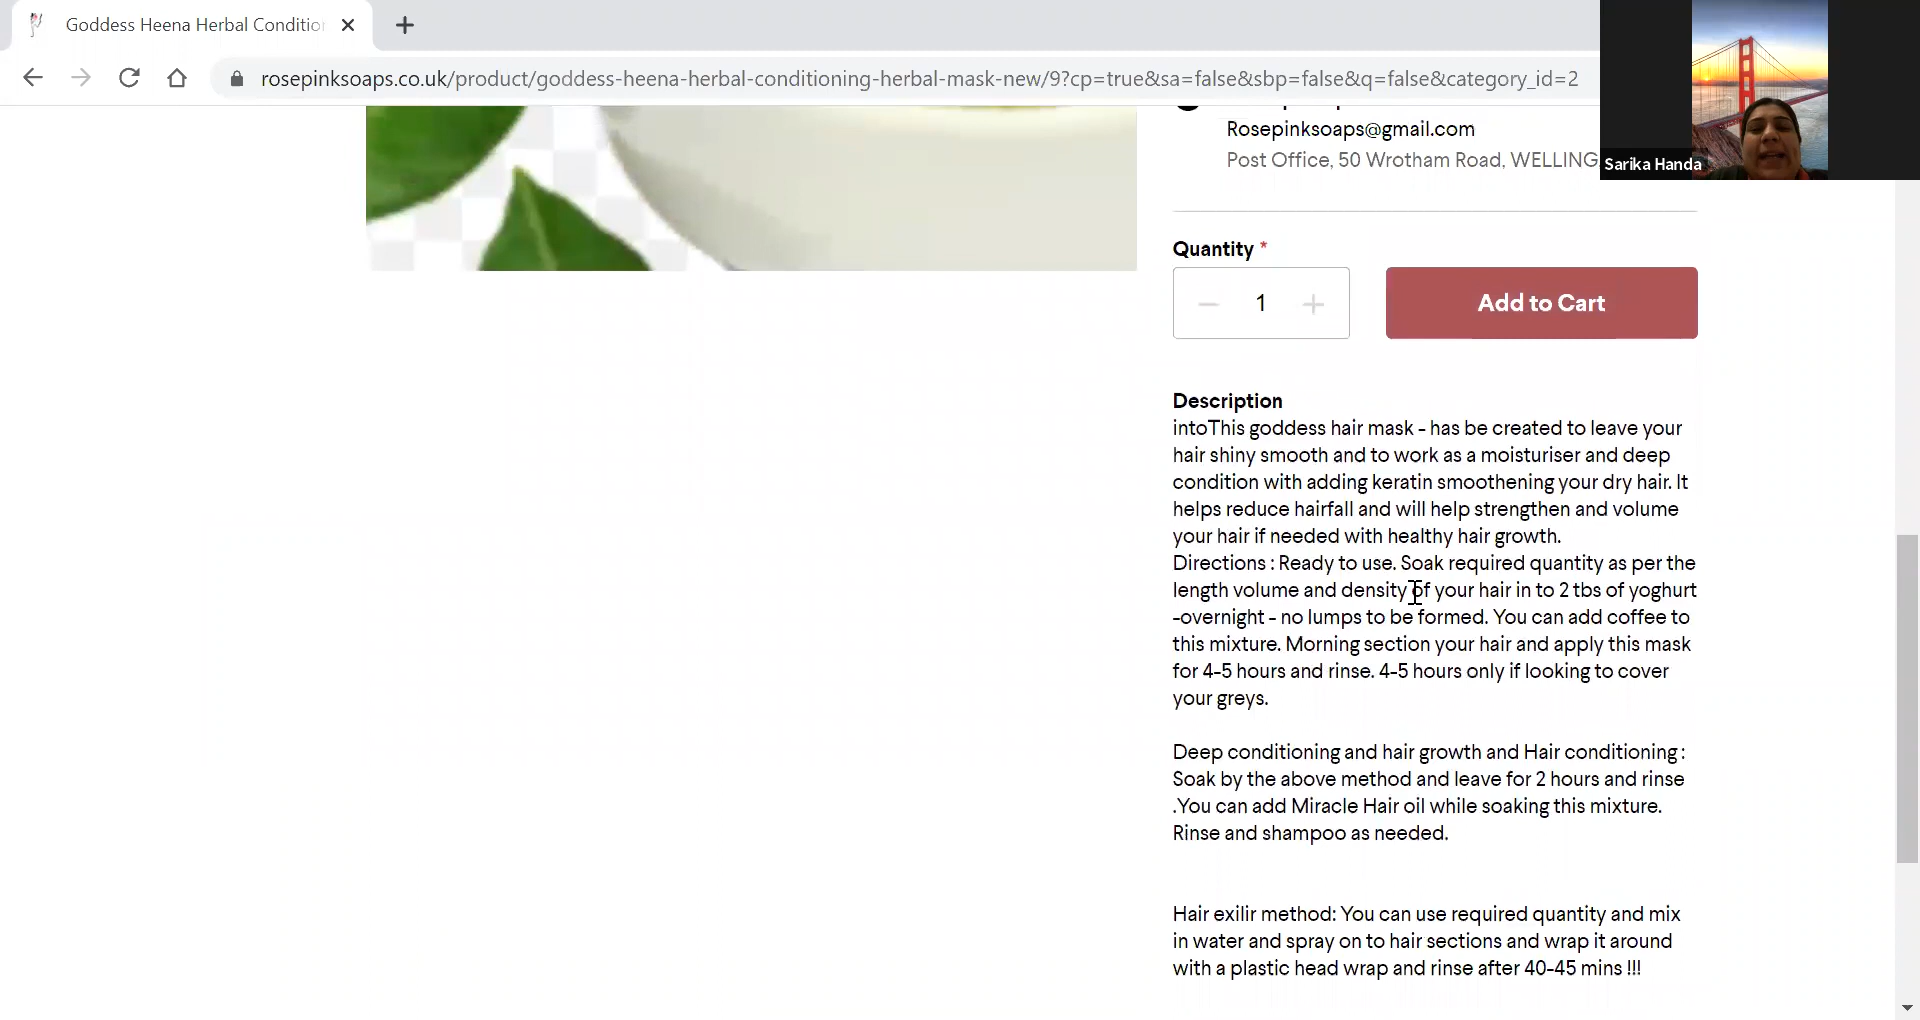 Goddess Heena Herbal Conditio
rosepinksoaps.co.uk/product/goddess-heena-herbal-conditioning-herbal-mask-new/9?cp=true&sa=false&sbp=false&q=false&category_id=2
Rosepinksoaps@gmail.com
Post Office, 50 Wrotham Road, WELLING
Sarika Handa
Quantity *
1
Add to Cart
Description
intoThis goddess hair mask - has be created to leave your
hair shiny smooth and to work as a moisturiser and deep
condition with adding keratin smoothening your dry hair. It
helps reduce hairfall and will help strengthen and volume
your hair if needed with healthy hair growth.
Directions : Ready to use. Soak required quantity as per the
length volume and density of your hair in to 2 tbs of yoghurt
-overnight - no lumps to be formed. You can add coffee to
this mixture. Morning section your hair and apply this mask
for 4-5 hours and rinse. 4-5 hours only if looking to cover
your greys.
Deep conditioning and hair growth and Hair conditioning :
Soak by the above method and leave for 2 hours and rinse
.You can add Miracle Hair oil while soaking this mixture.
Rinse and shampoo as needed.
Hair exilir method: You can use required quantity and mix
in water and spray on to hair sections and wrap it around
with a plastic head wrap and rinse after 40-45 mins !!!